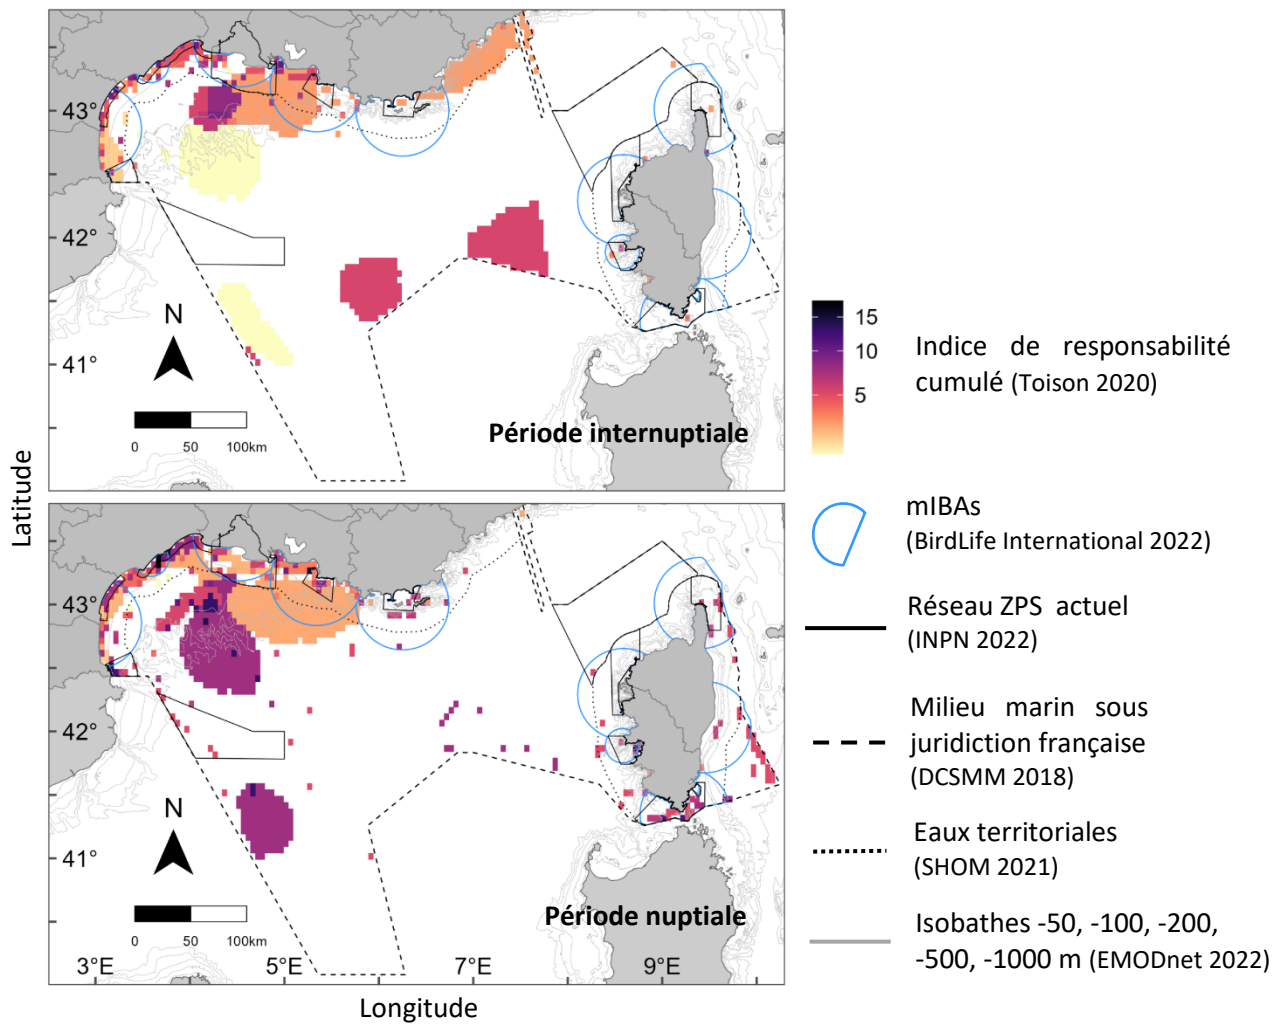 43°
42°
41°
N
0 50 100km
Période internuptiale
Latitude
43°
42°
41°
N
0 50 100km
Période nuptiale
3°E 5°E 7°E 9°E
Longitude
15
10
5
Indice de responsabilité
cumulé (Toison 2020)
mIBAs
(BirdLife International 2022)
Réseau ZPS actuel
(INPN 2022)
Milieu marin sous
juridiction française
(DCSMM 2018)
Eaux territoriales
(SHOM 2021)
Isobathes -50, -100, -200,
-500, -1000 m (EMODnet 2022)